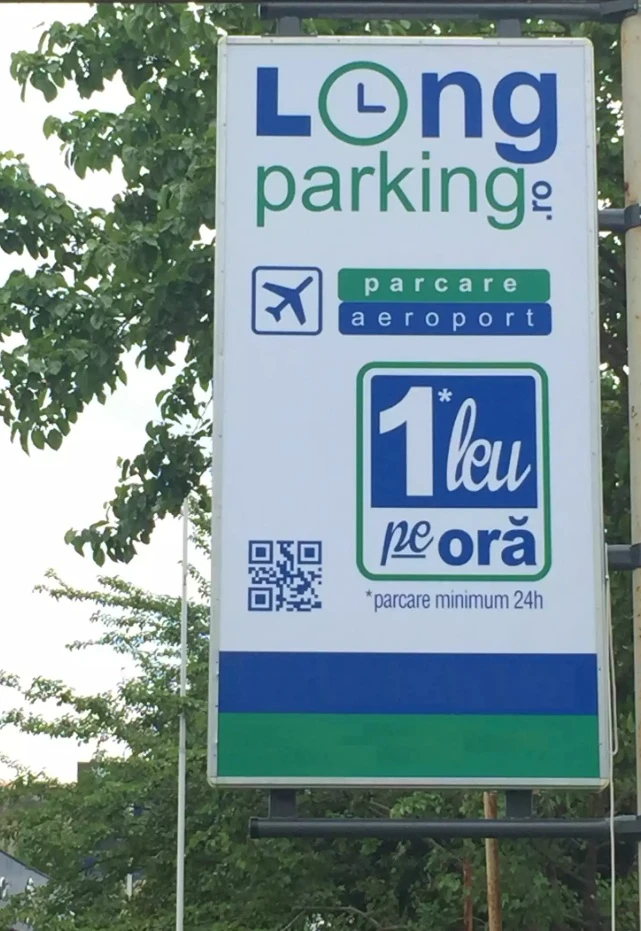 Long
parking.ro
parcare
aeroport
1* leu
pe oră
*parcare minimum 24h